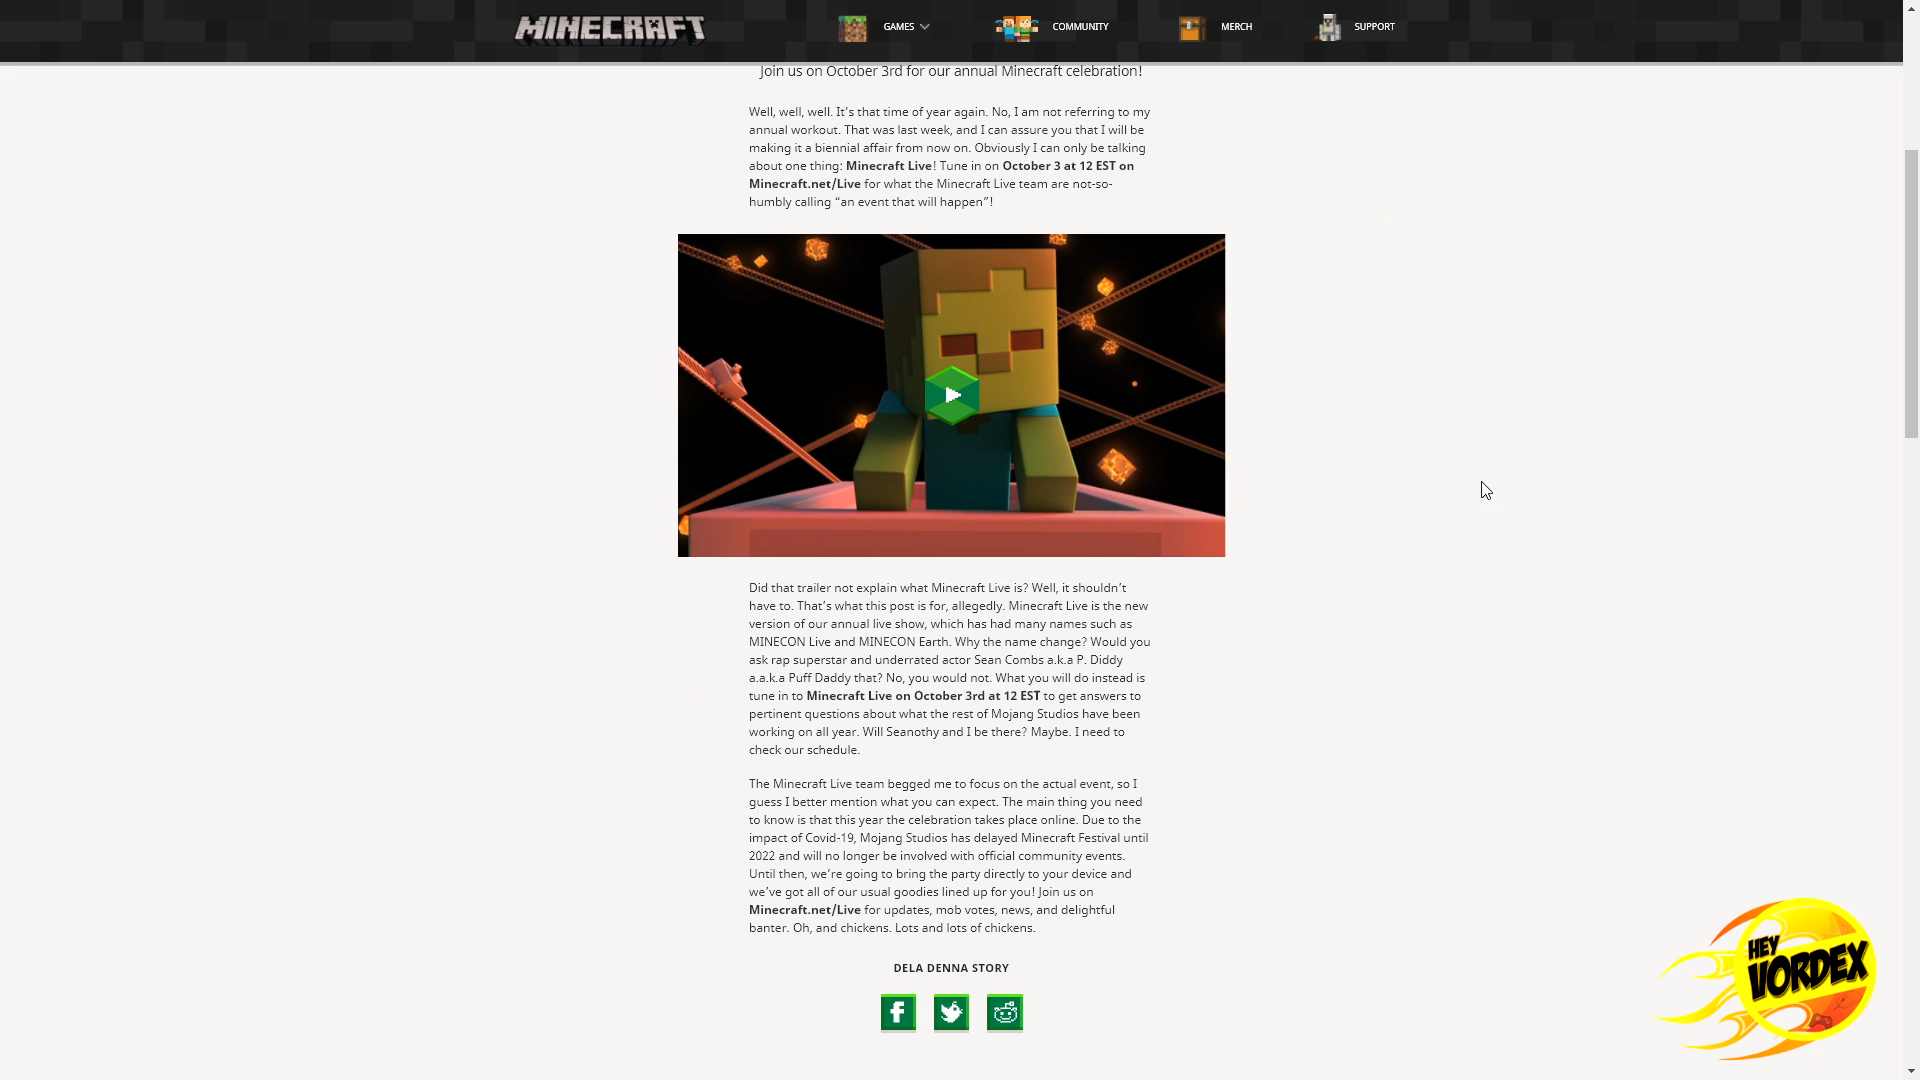 MINECRAFT
GAMES
COMMUNITY
MERCH
SUPPORT
Join us on October 3rd for our annual Minecraft celebration!
Well, well, well. It's that time of year again. No, I am not referring to my
annual workout. That was last week, and I can assure you that I will be
making it a biennial affair from now on. Obviously I can only be talking
about one thing: Minecraft Live! Tune in on October 3 at 12 EST on
Minecraft.net/Live for what the Minecraft Live team are not-so-
humbly calling “an event that will happen”!
Did that trailer not explain what Minecraft Live is? Well, it shouldn't
have to. That's what this post is for, allegedly. Minecraft Live is the new
version of our annual live show, which has had many names such as
MINECON Live and MINECON Earth. Why the name change? Would you
ask rap superstar and underrated actor Sean Combs a.k.a P. Diddy
a.a.k.a Puff Daddy that? No, you would not. What you will do instead is
tune in to Minecraft Live on October 3rd at 12 EST to get answers to
pertinent questions about what the rest of Mojang Studios have been
working on all year. Will Seanothy and I be there? Maybe. I need to
check our schedule.
The Minecraft Live team begged me to focus on the actual event, so I
guess I better mention what you can expect. The main thing you need
to know is that this year the celebration takes place online. Due to the
impact of Covid-19, Mojang Studios has delayed Minecraft Festival until
2022 and will no longer be involved with official community events.
Until then, we're going to bring the party directly to your device and
we've got all of our usual goodies lined up for you! Join us on
Minecraft.net/Live for updates, mob votes, news, and delightful
banter. Oh, and chickens. Lots and lots of chickens.
DELA DENNA STORY
HEY
VORDEX